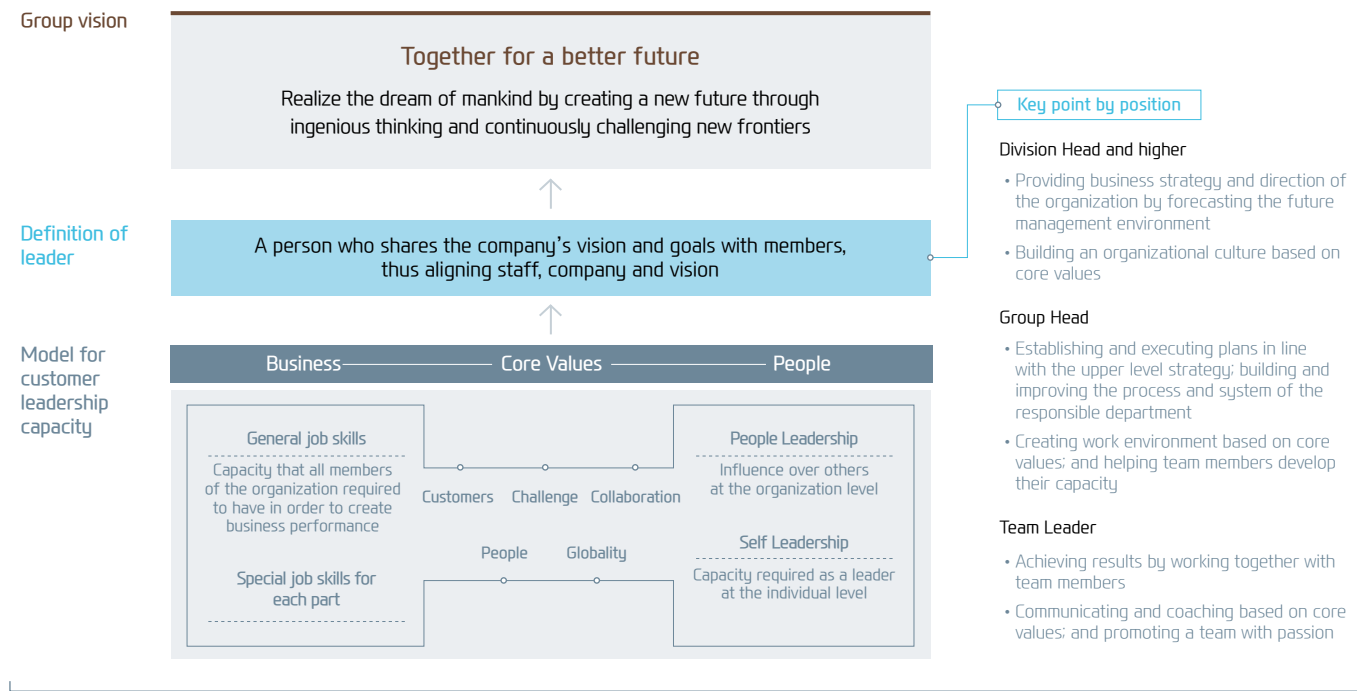 Group vision
Together for a better future
Realize the dream of mankind by creating a new future through
ingenious thinking and continuously challenging new frontiers
Definition of
leader
A person who shares the company's vision and goals with members,
thus aligning staff, company and vision
Model for
customer
leadership
capacity
Business
Core Values
People
General job skills
Capacity that all members
of the organization required
to have in order to create
business performance
Special job skills for
each part
Customers
Challenge
Collaboration
People
Globality
People Leadership
Influence over others
at the organization level
Self Leadership
Capacity required as a leader
at the individual level
Key point by position
Division Head and higher
• Providing business strategy and direction of
the organization by forecasting the future
management environment
• Building an organizational culture based on
core values
Group Head
• Establishing and executing plans in line
with the upper level strategy; building and
improving the process and system of the
responsible department
• Creating work environment based on core
values; and helping team members develop
their capacity
Team Leader
• Achieving results by working together with
team members
• Communicating and coaching based on core
values; and promoting a team with passion